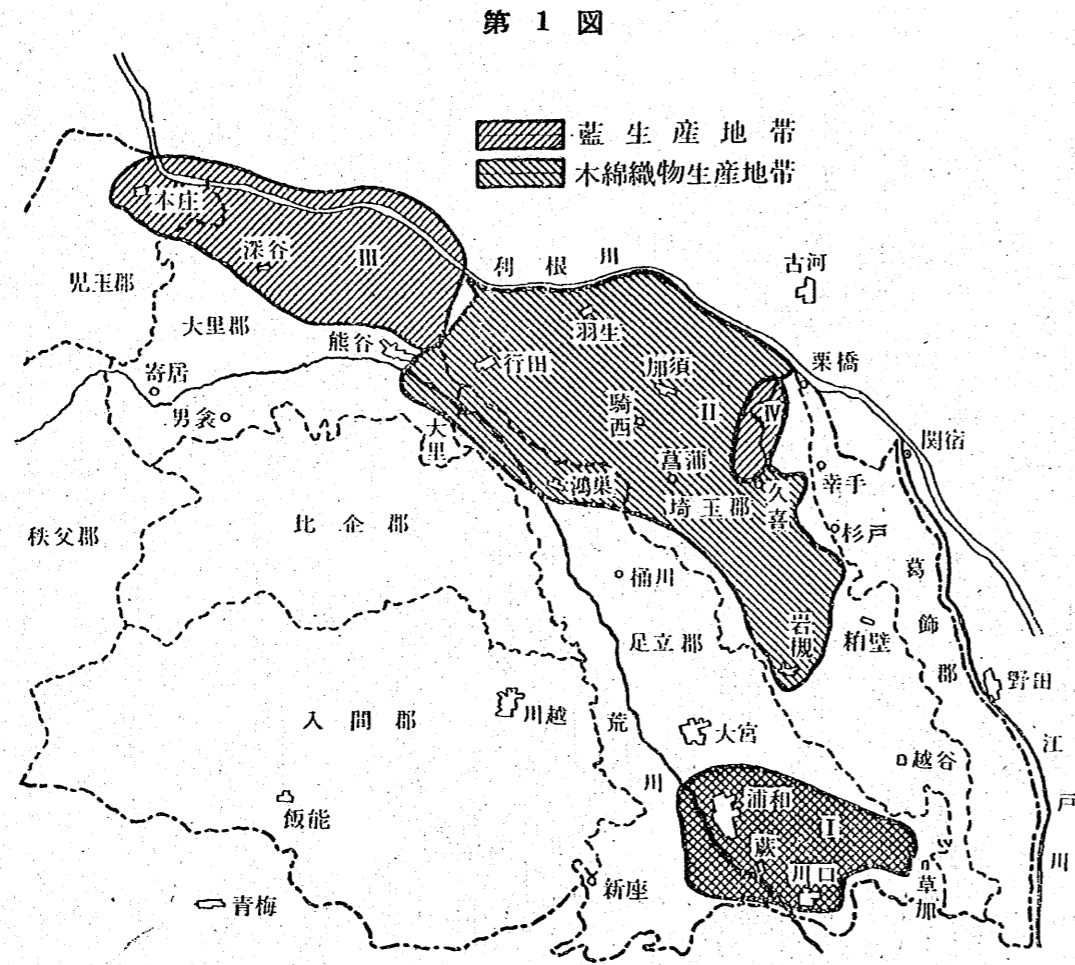 第1図
藍生産地帯
木綿織物生産地帯
本庄
深谷
III
児玉郡
大里郡
利根川
古河
羽生
熊谷
行田
加須
栗橋
寄居
騎西
II
IV
男衾
大里
関宿
菖蒲
幸手
鴻巣
埼玉郡
久喜
秩父郡
比企郡
杉戸
桶川
葛飾郡
岩槻
粕壁
足立郡
野田
入間郡
川越
荒川
大宮
江戸川
越谷
浦和
I
飯能
蕨
川口
新座
草加
青梅